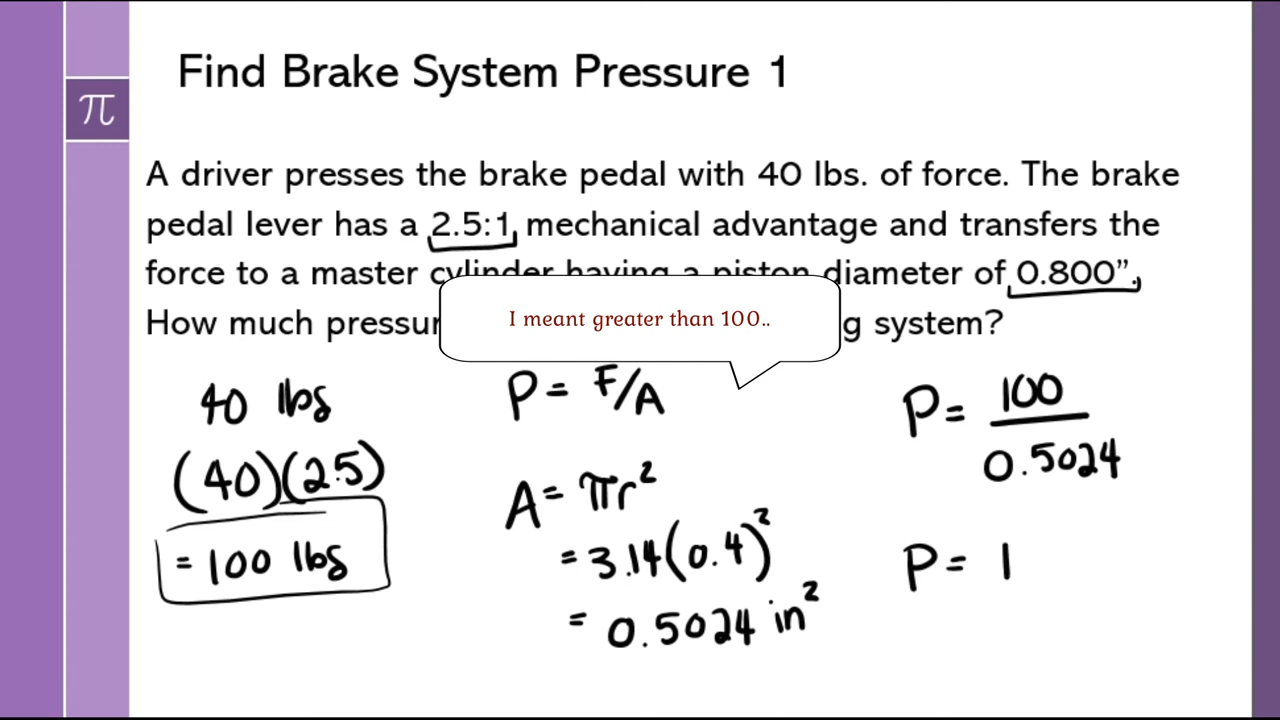 Find Brake System Pressure 1
π
A driver presses the brake pedal with 40 lbs. of force. The brake
pedal lever has a 2.5:1 mechanical advantage and transfers the
force to a master cylinder having a piston diameter of 0.800”.
How much g system?
I meant greater than 100..
40 lbs
(40)(2.5)
= 100 lbs
P = F/A
A = πr²
= 3.14(0.4)²
= 0.5024 in²
P = 100
0.5024
P = 1